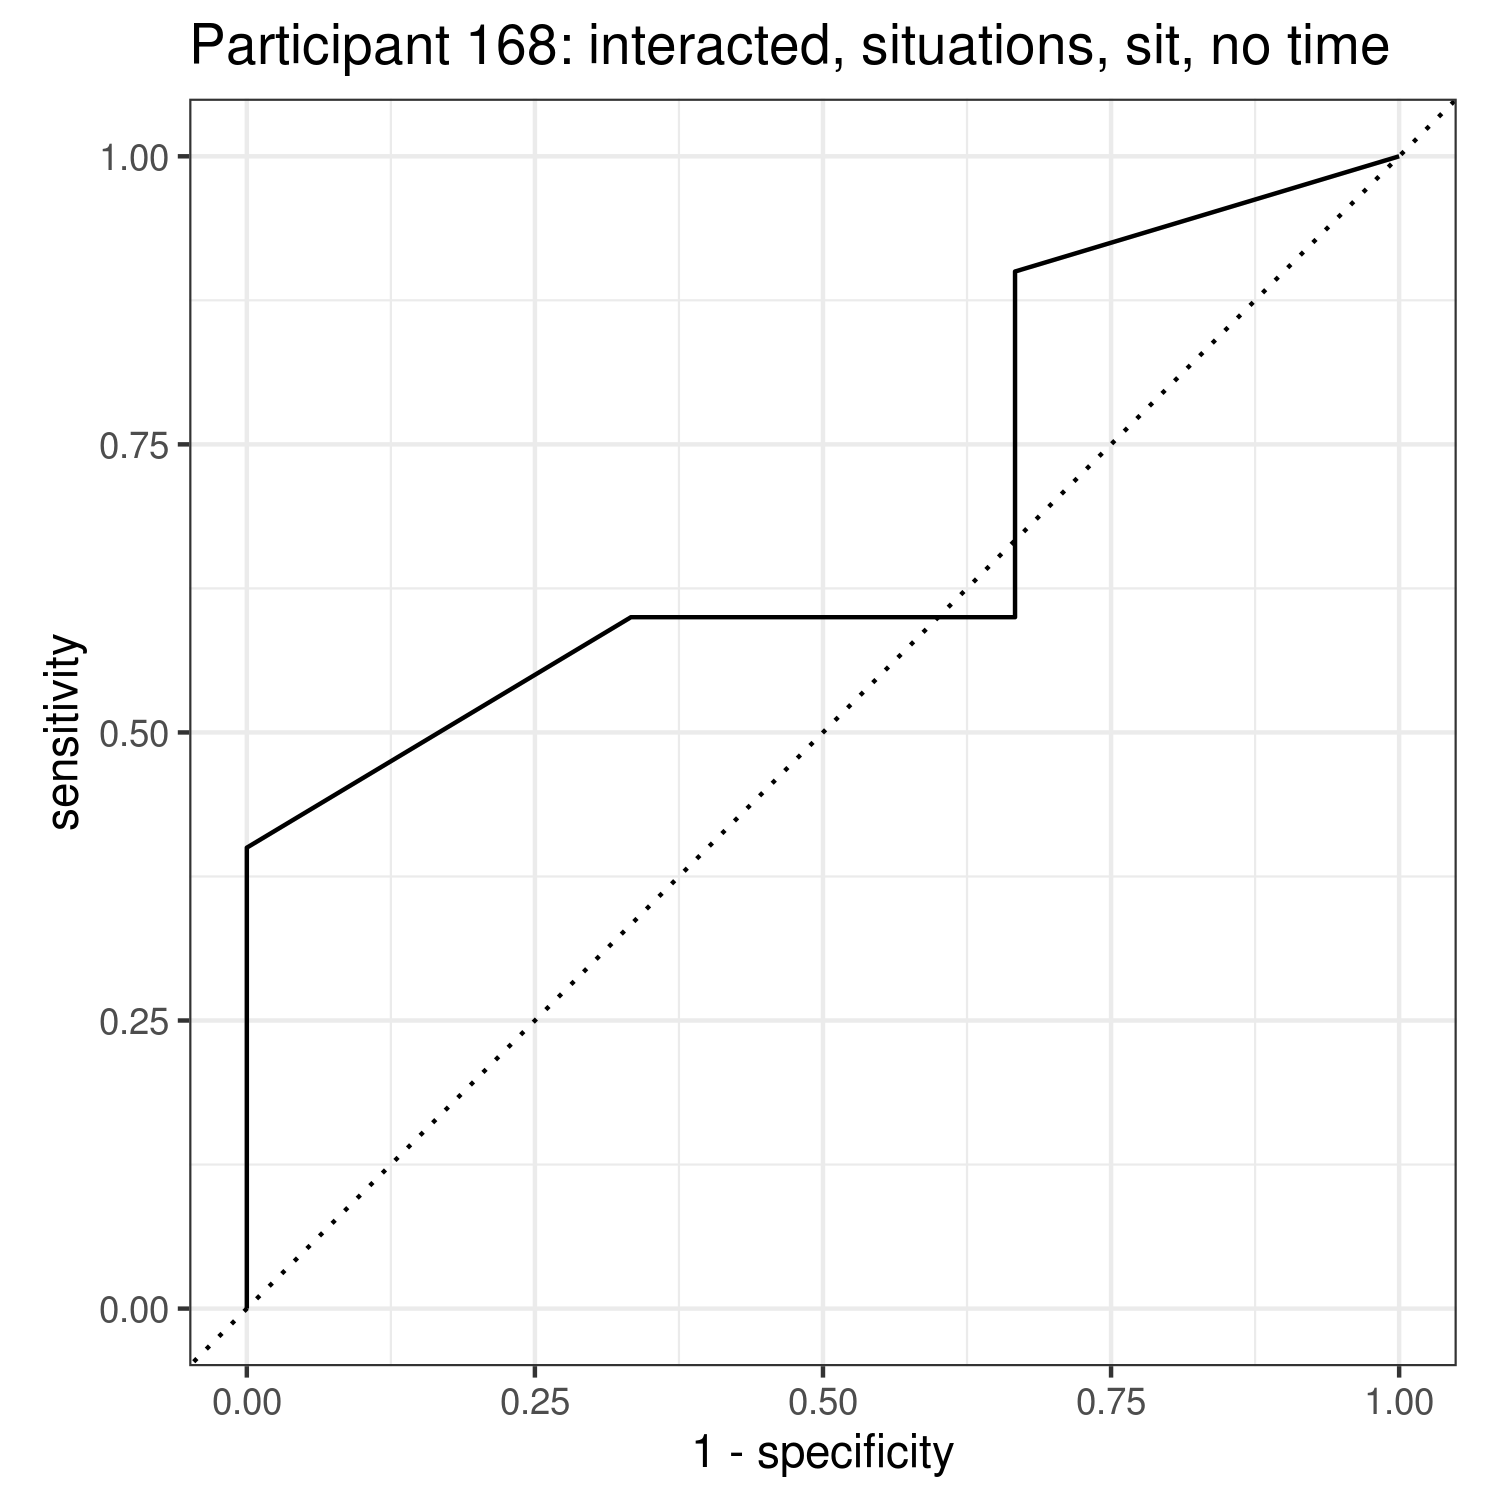 Participant 168: interacted, situations, sit, no time
1.00
0.75
0.50
0.25
0.00
sensitivity
0.00 0.25 0.50 0.75 1.00
1 - specificity